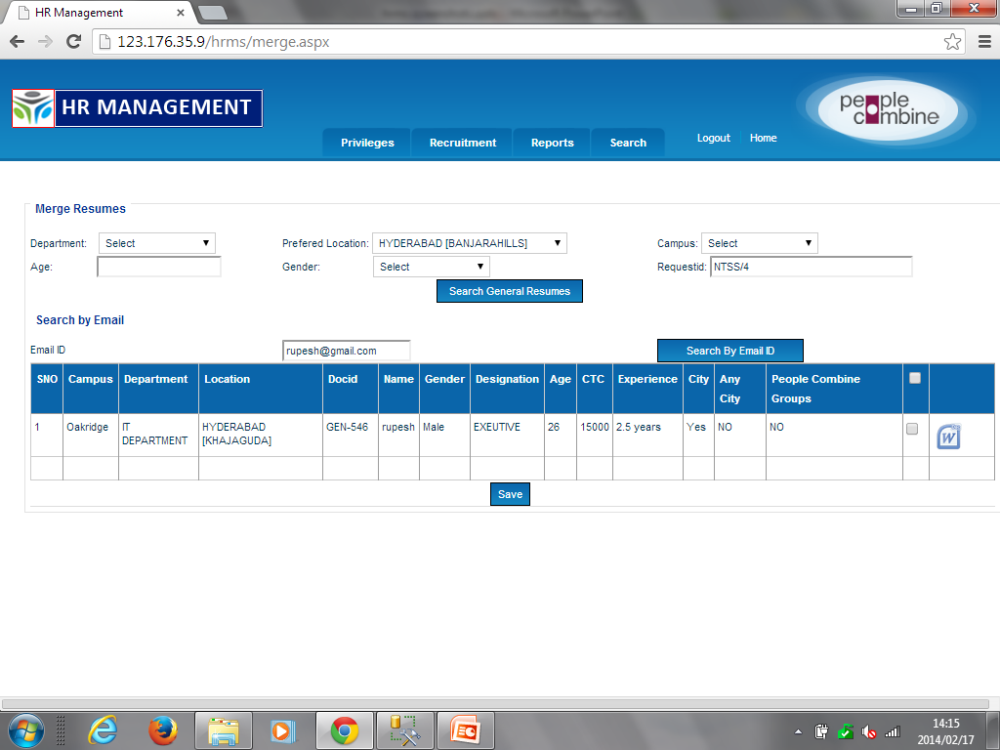 HR Management
123.176.35.9/hrms/merge.aspx
HR MANAGEMENT
people combine
Privileges Recruitment Reports Search Logout Home
Merge Resumes
Department: Select Prefered Location: HYDERABAD [BANJARAHILLS] Campus: Select
Age: Gender: Select Requestid: NTSS/4
Search General Resumes
Search by Email
Email ID rupesh@gmail.com Search By Email ID
SNO Campus Department Location Docid Name Gender Designation Age CTC Experience City Any City People Combine Groups
1 Oakridge IT DEPARTMENT HYDERABAD [KHAJAGUDA] GEN-546 rupesh Male EXEUTIVE 26 15000 2.5 years Yes NO NO
Save
14:15
2014/02/17